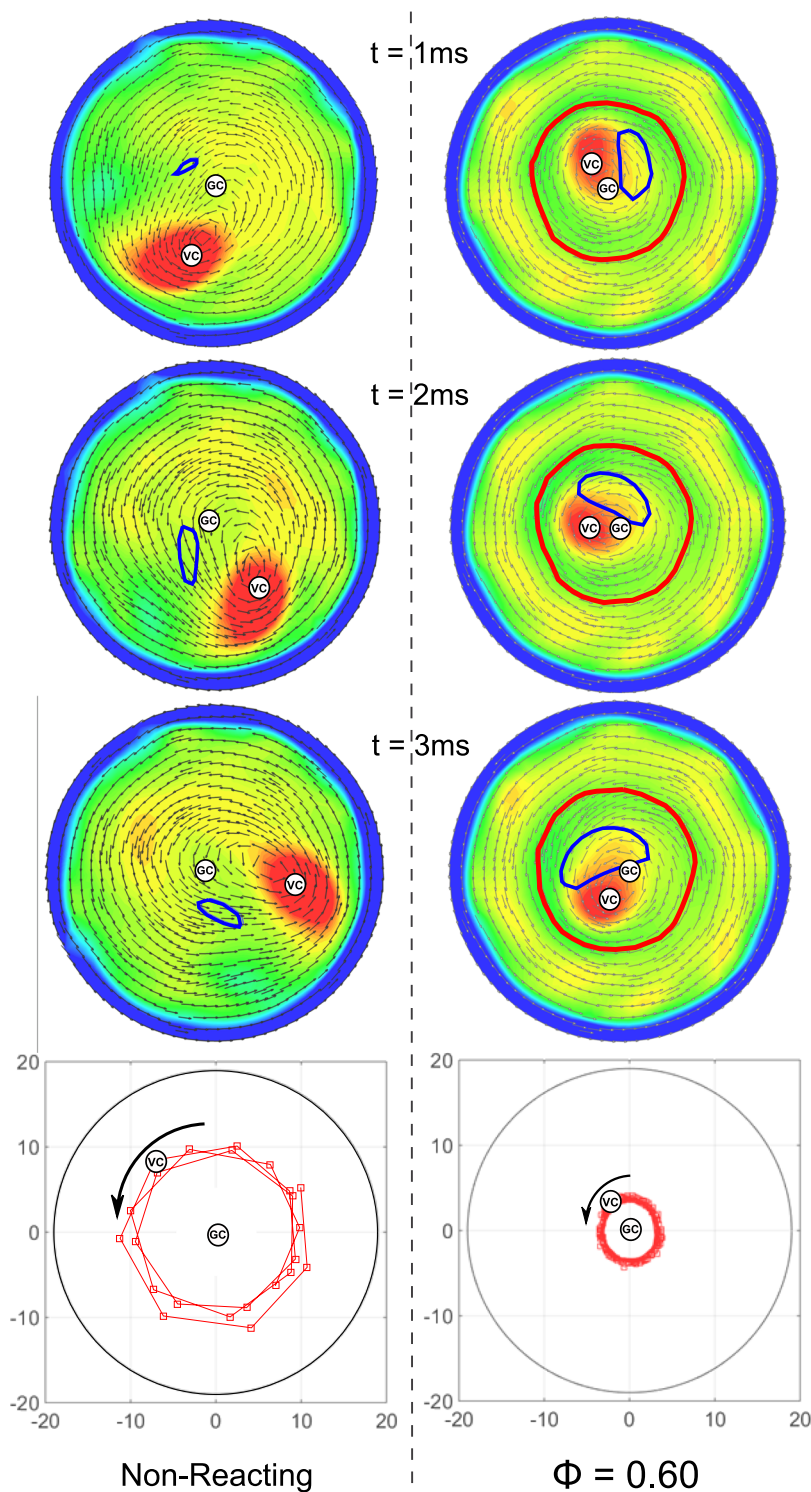 t = 1ms
GC
VC
VC
GC
t = 2ms
GC
VC
VC
GC
t = 3ms
GC
VC
GC
VC
20
10
0
-10
-20
-20
-10
0
10
20
VC
GC
20
10
0
-10
-20
-20
-10
0
10
20
VC
GC
Non-Reacting
Φ = 0.60